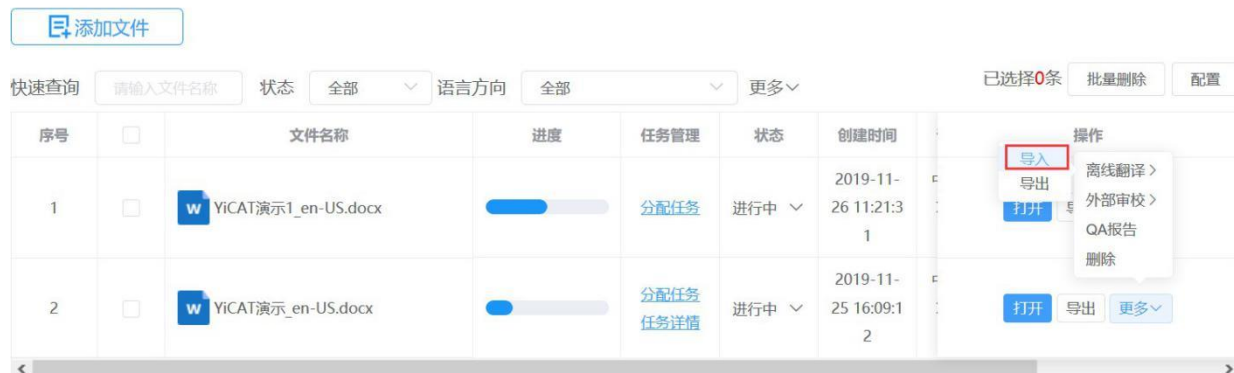 添加文件
快速查询 请输入文件名称 状态 全部 语言方向 全部 更多 已选择0条 批量删除 配置
序号 文件名称 进度 任务管理 状态 创建时间 操作
导入
导出
离线翻译
外部审校
QA报告
删除
1 YiCAT演示1_en-US.docx 分配任务 进行中 2019-11-
26 11:21:3
1
打开
2 YiCAT演示_en-US.docx 分配任务
任务详情 进行中 2019-11-
25 16:09:1
2
打开 导出 更多